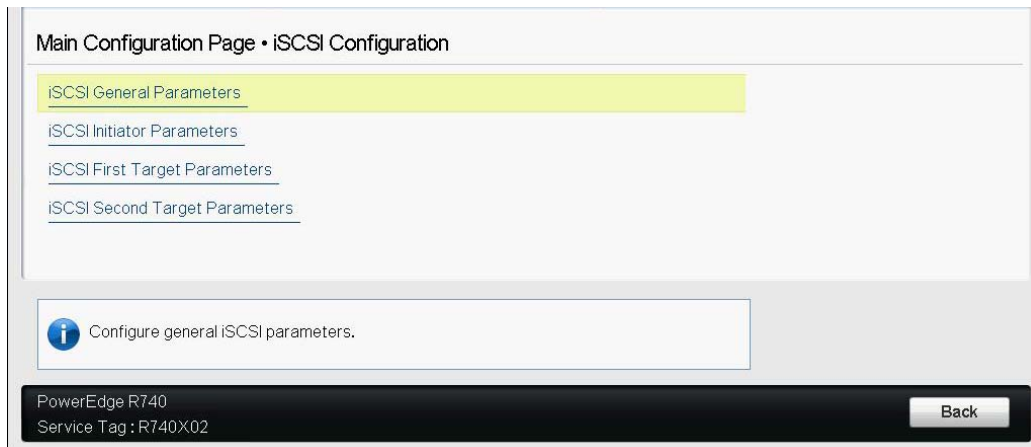 Main Configuration Page • iSCSI Configuration
iSCSI General Parameters
iSCSI Initiator Parameters
iSCSI First Target Parameters
iSCSI Second Target Parameters
Configure general iSCSI parameters.
PowerEdge R740
Service Tag : R740X02
Back